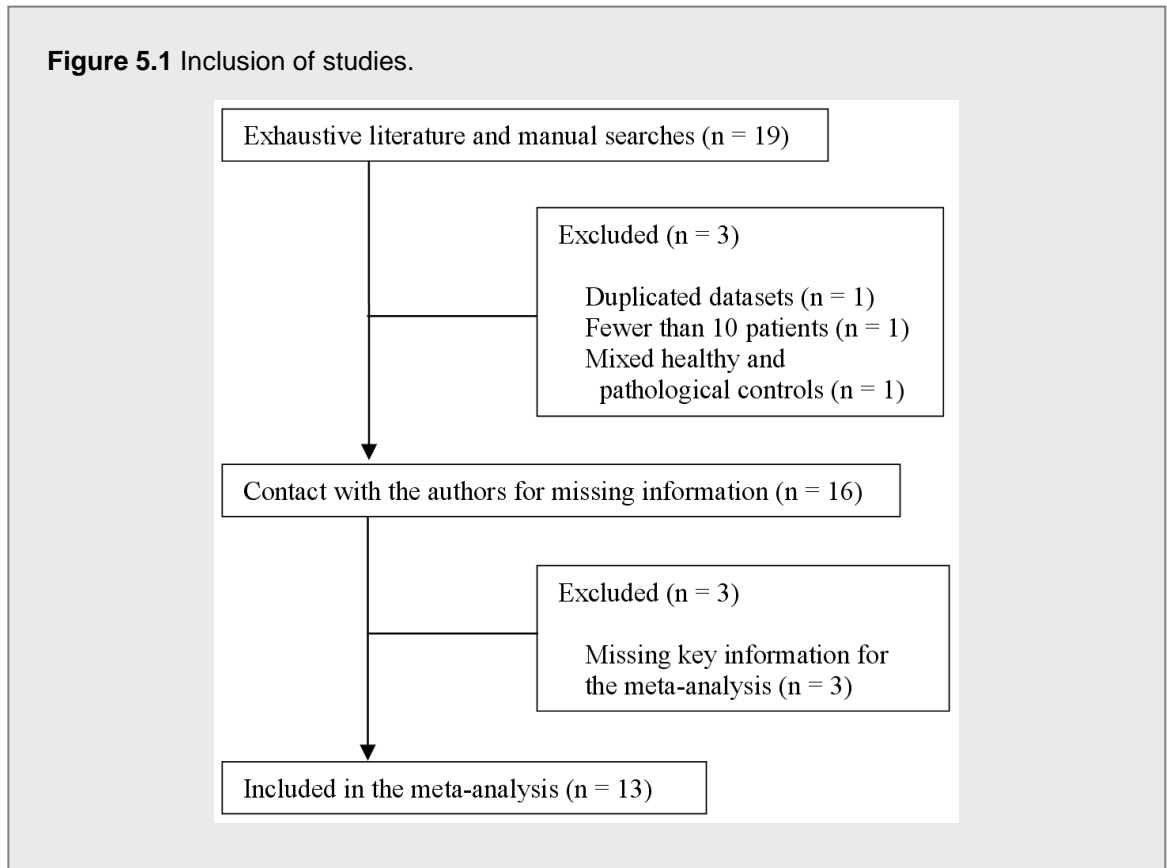 Figure 5.1 Inclusion of studies.
Exhaustive literature and manual searches (n = 19)
Excluded (n = 3)
Duplicated datasets (n = 1)
Fewer than 10 patients (n = 1)
Mixed healthy and
pathological controls (n = 1)
Contact with the authors for missing information (n = 16)
Excluded (n = 3)
Missing key information for
the meta-analysis (n = 3)
Included in the meta-analysis (n = 13)